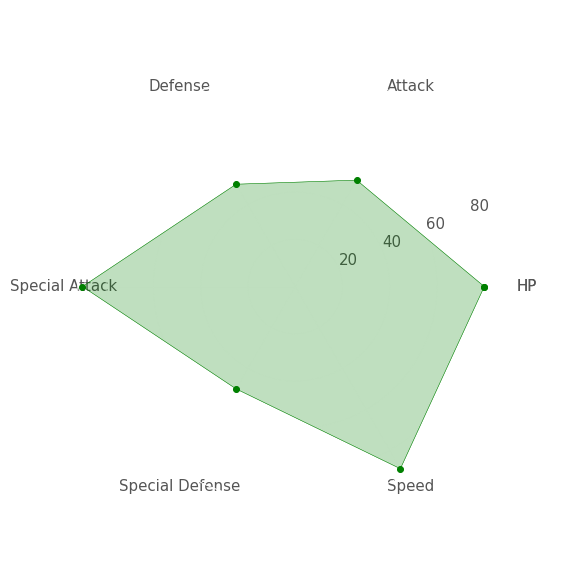 Defense
Attack
80
60
40
20
Special Attack
HP
Special Defense
Speed